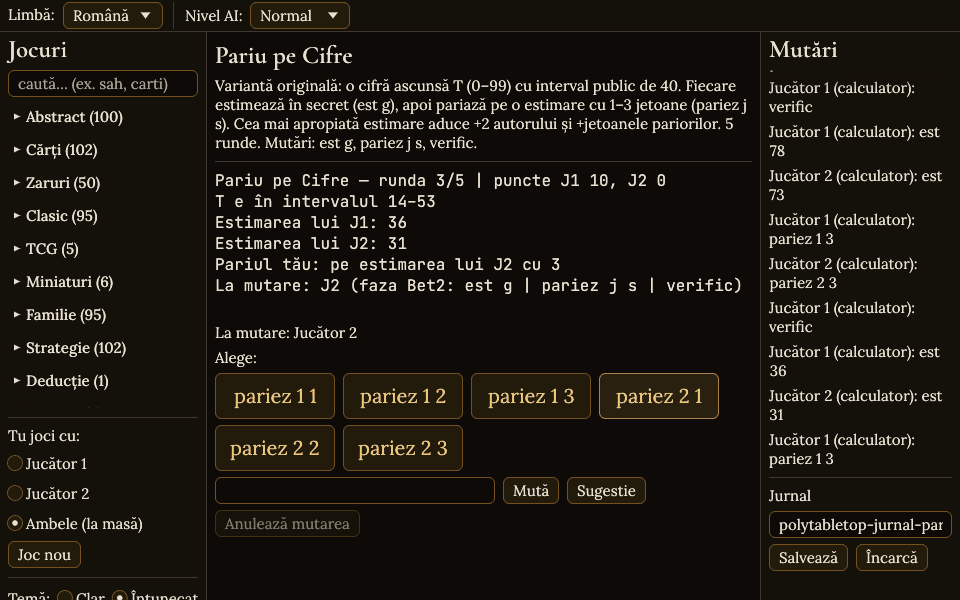 Limbă: Română ▼ Nivel AI: Normal ▼
Jocuri
caută... (ex. sah, carti)
▸ Abstract (100)
▸ Cărți (102)
▸ Zaruri (50)
▸ Clasic (95)
▸ TCG (5)
▸ Miniaturi (6)
▸ Familie (95)
▸ Strategie (102)
▸ Deducție (1)
Tu joci cu:
Jucător 1
Jucător 2
Ambele (la masă)
Joc nou
Temă: Clar Întunecat
Pariu pe Cifre
Variantă originală: o cifră ascunsă T (0–99) cu interval public de 40. Fiecare
estimează în secret (est g), apoi pariază pe o estimare cu 1–3 jetoane (pariez j
s). Cea mai apropiată estimare aduce +2 autorului și +jetoanele pariorilor. 5
runde. Mutări: est g, pariez j s, verific.
Pariu pe Cifre — runda 3/5 | puncte J1 10, J2 0
T e în intervalul 14–53
Estimarea lui J1: 36
Estimarea lui J2: 31
Pariul tău: pe estimarea lui J2 cu 3
La mutare: J2 (faza Bet2: est g | pariez j s | verific)
La mutare: Jucător 2
Alege:
pariez 1 1
pariez 1 2
pariez 1 3
pariez 2 1
pariez 2 2
pariez 2 3
Mută
Sugestie
Anulează mutarea
Mutări
Jucător 1 (calculator):
verific
Jucător 1 (calculator): est
78
Jucător 2 (calculator): est
73
Jucător 1 (calculator):
pariez 1 3
Jucător 2 (calculator):
pariez 2 3
Jucător 1 (calculator):
verific
Jucător 1 (calculator): est
36
Jucător 2 (calculator): est
31
Jucător 1 (calculator):
pariez 1 3
Jurnal
polytabletop-jurnal-par
Salvează
Încarcă